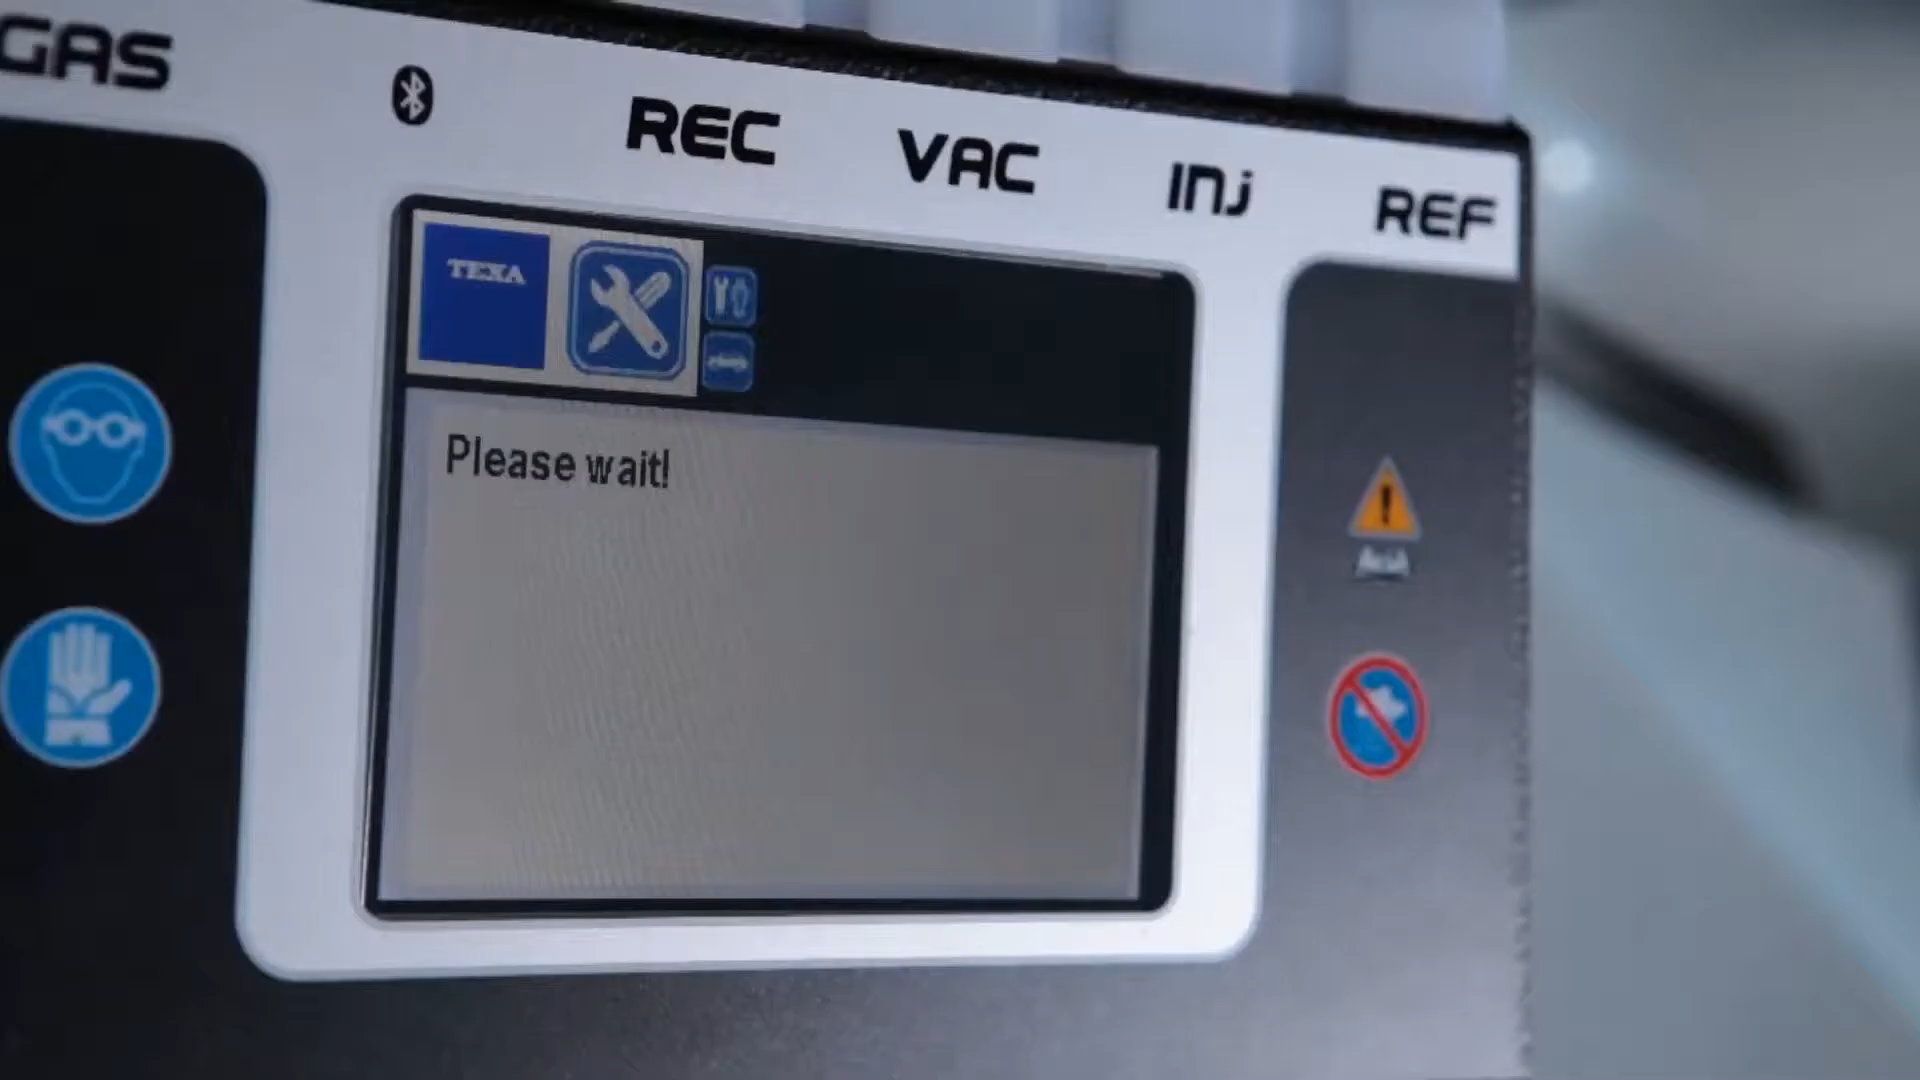 GAS
REC
VAC
INj
REF
TEXA
Please wait!